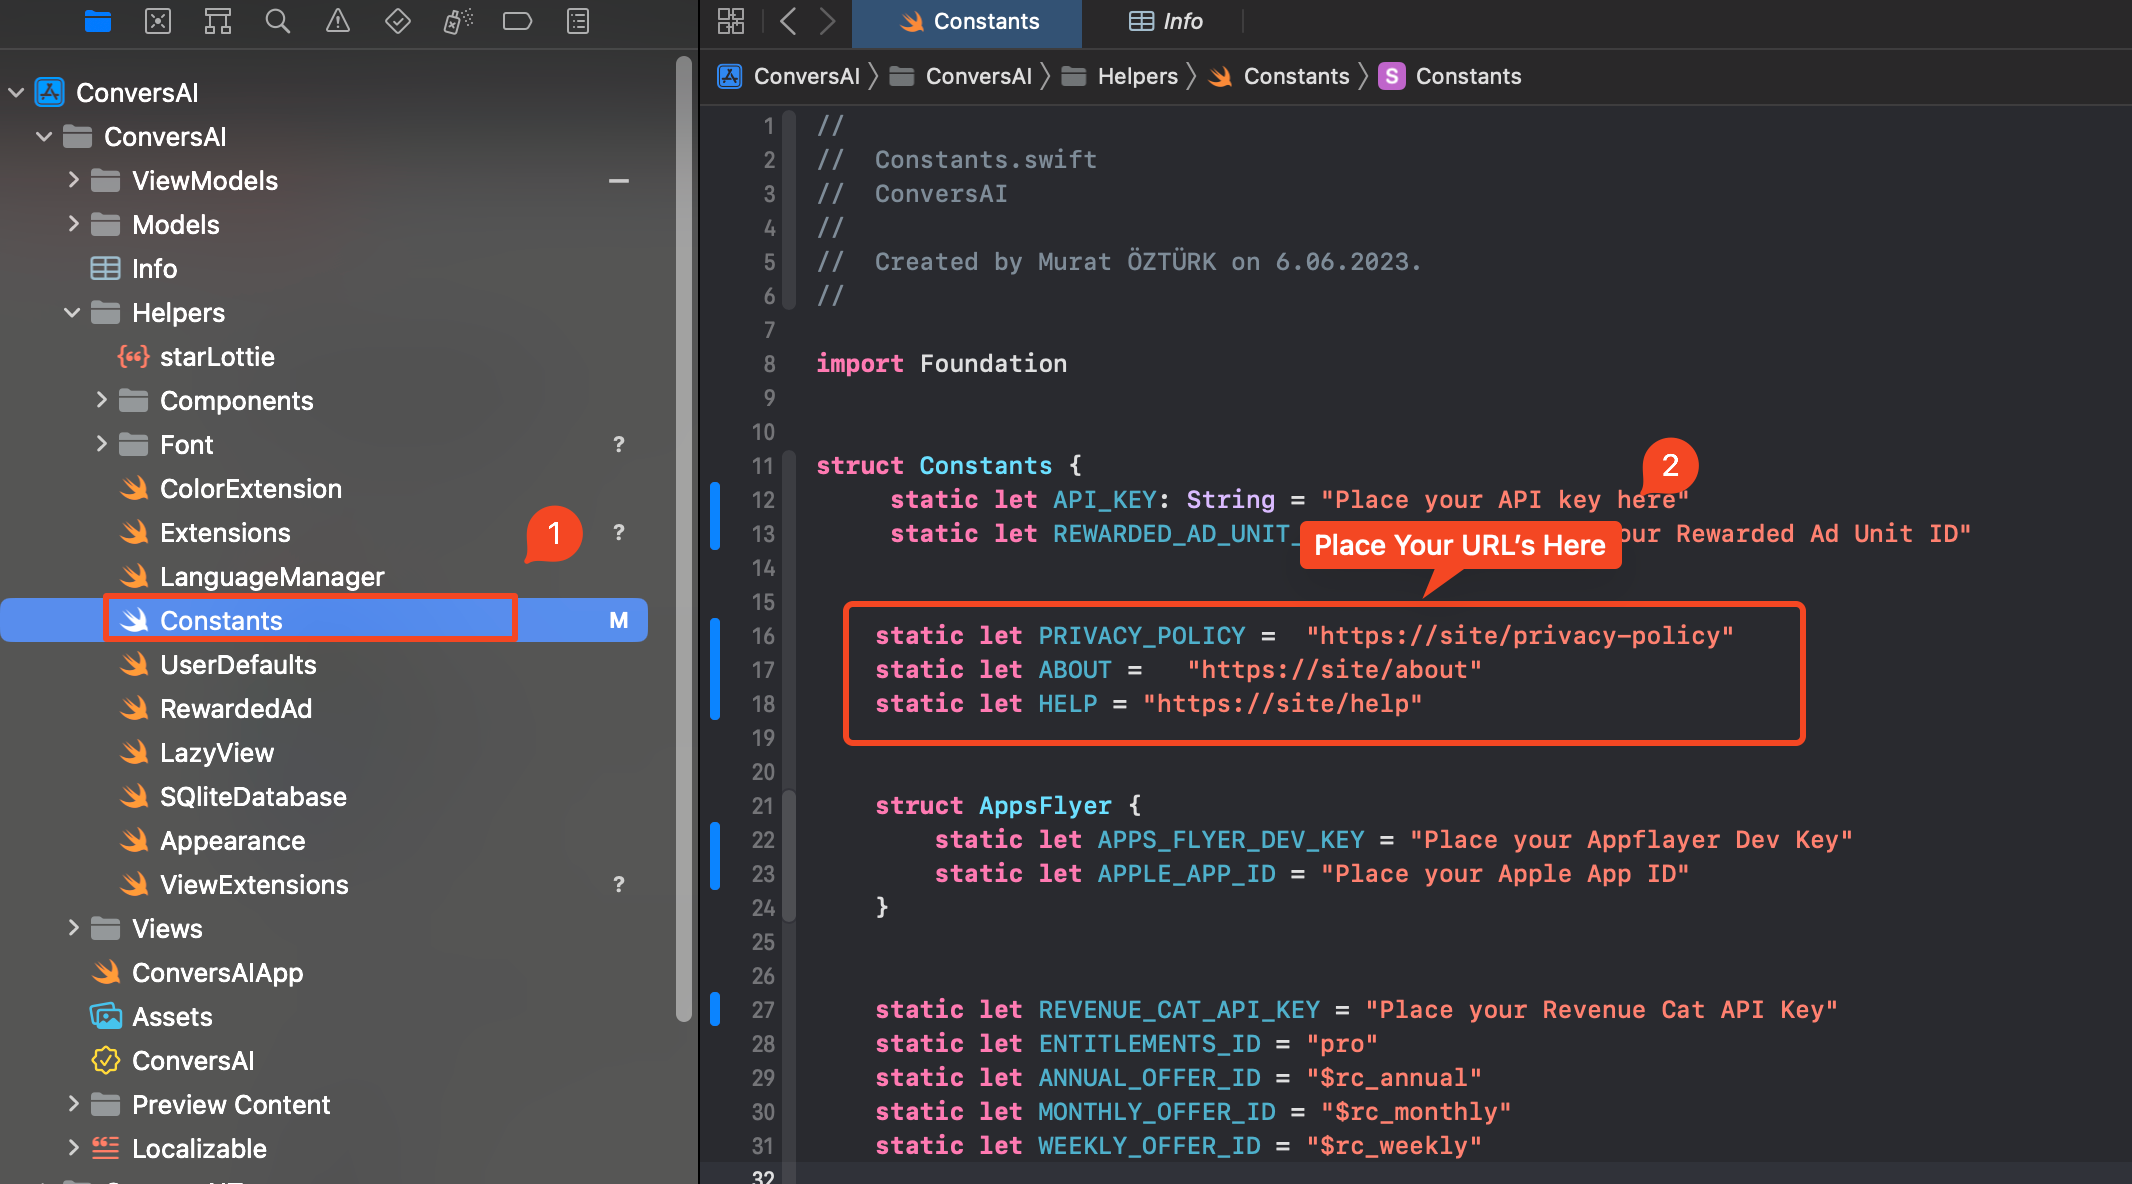 ConversAI
ConversAI
ViewModels
Models
Info
Helpers
starLottie
Components
Font ?
ColorExtension
Extensions ?
1
LanguageManager
Constants M
UserDefaults
RewardedAd
LazyView
SQliteDatabase
Appearance
ViewExtensions ?
Views
ConversAIApp
Assets
ConversAI
Preview Content
Localizable
Constants Info
ConversAI 〉 ConversAI 〉 Helpers 〉 Constants 〉 S Constants
1 //
2 //  Constants.swift
3 //  ConversAI
4 //
5 //  Created by Murat ÖZTÜRK on 6.06.2023.
6 //
7
8 import Foundation
9
10
11 struct Constants {
2
12 static let API_KEY: String = "Place your API key here"
13 static let REWARDED_AD_UNIT_ our Rewarded Ad Unit ID"
Place Your URL's Here
14
15
16 static let PRIVACY_POLICY =  "https://site/privacy-policy"
17 static let ABOUT =   "https://site/about"
18 static let HELP = "https://site/help"
19
20
21 struct AppsFlyer {
22 static let APPS_FLYER_DEV_KEY = "Place your Appflayer Dev Key"
23 static let APPLE_APP_ID = "Place your Apple App ID"
24 }
25
26
27 static let REVENUE_CAT_API_KEY = "Place your Revenue Cat API Key"
28 static let ENTITLEMENTS_ID = "pro"
29 static let ANNUAL_OFFER_ID = "$rc_annual"
30 static let MONTHLY_OFFER_ID = "$rc_monthly"
31 static let WEEKLY_OFFER_ID = "$rc_weekly"
32